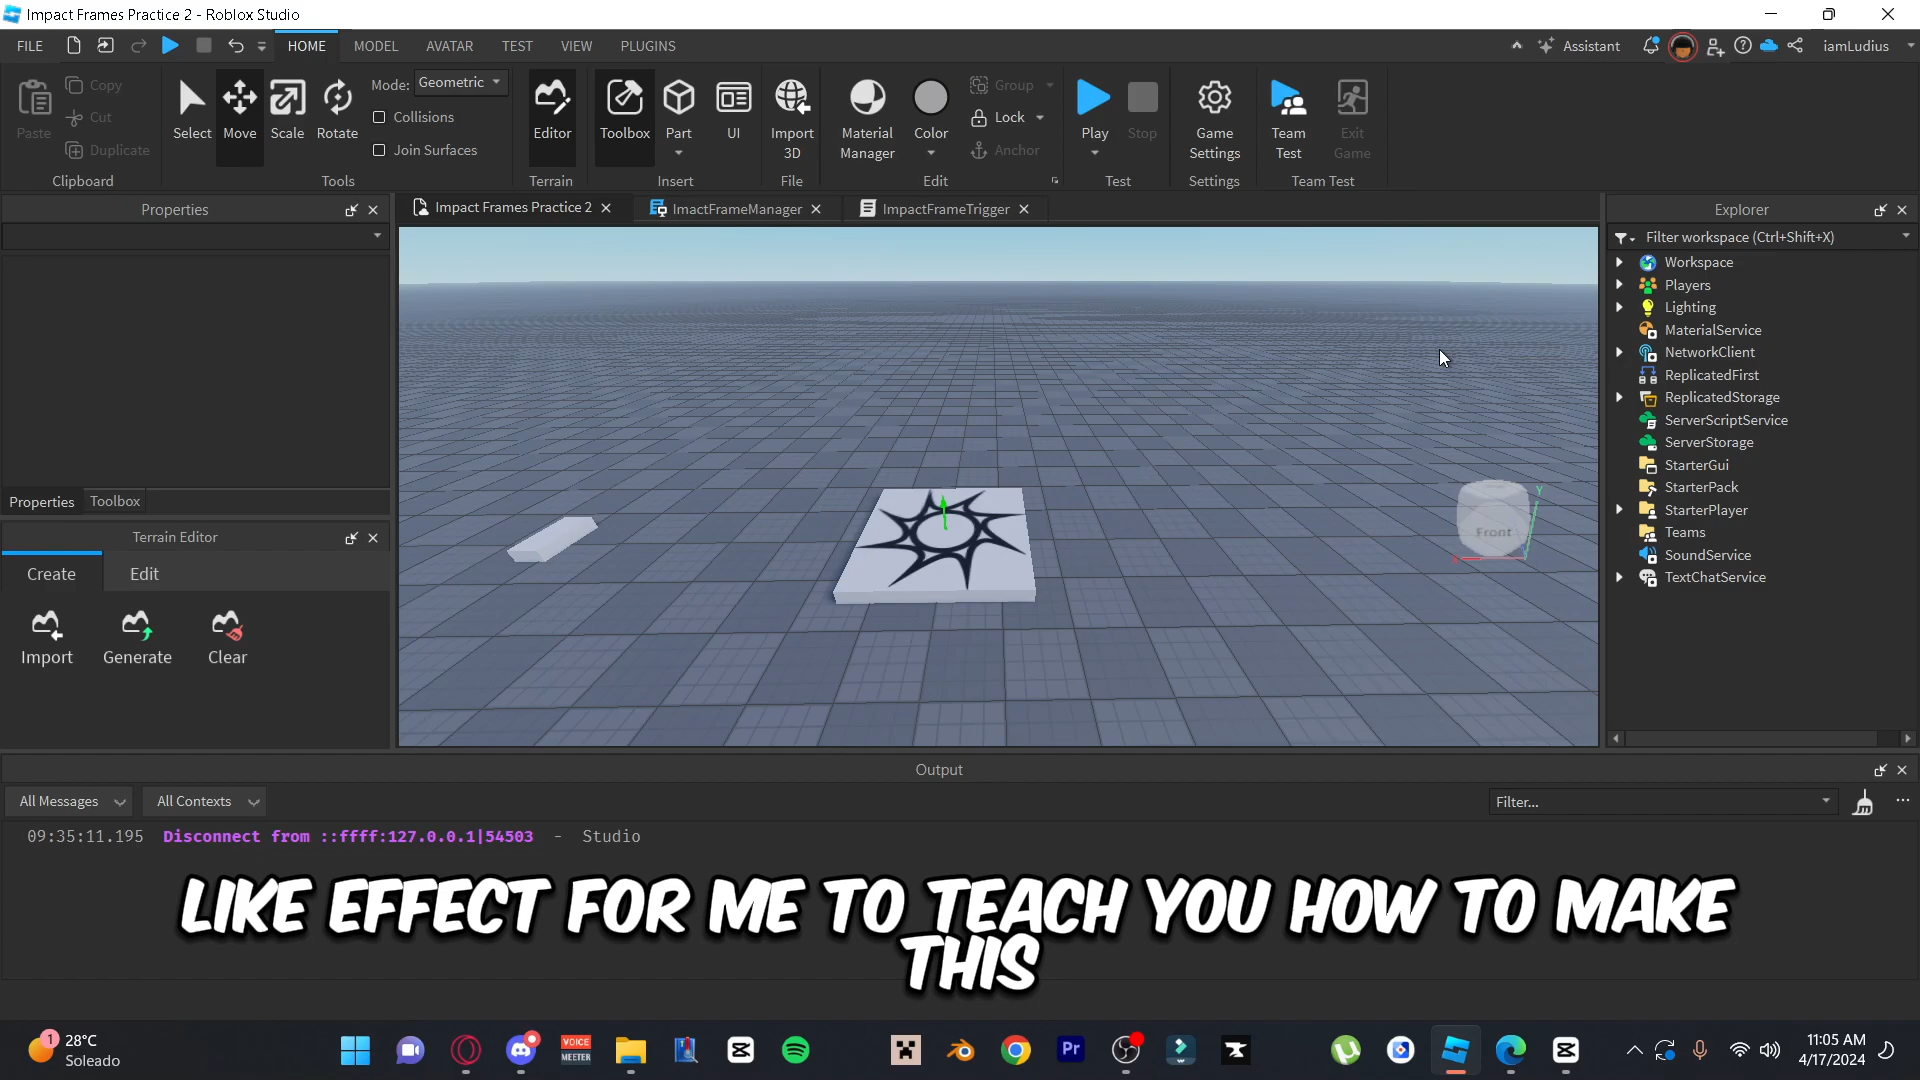 Impact Frames Practice 2 - Roblox Studio
FILE
HOME
MODEL
AVATAR
TEST
VIEW
PLUGINS
Assistant
iamLudius
Paste
Copy
Cut
Duplicate
Clipboard
Select
Move
Scale
Rotate
Mode: Geometric
Collisions
Join Surfaces
Tools
Editor
Terrain
Toolbox
Part
UI
Insert
Import
3D
File
Material
Manager
Color
Group
Lock
Anchor
Edit
Play
Stop
Test
Game
Settings
Settings
Team
Test
Exit
Game
Team Test
Properties
Properties
Toolbox
Terrain Editor
Create
Edit
Import
Generate
Clear
Impact Frames Practice 2
ImactFrameManager
ImpactFrameTrigger
Front
Y
Explorer
Filter workspace (Ctrl+Shift+X)
Workspace
Players
Lighting
MaterialService
NetworkClient
ReplicatedFirst
ReplicatedStorage
ServerScriptService
ServerStorage
StarterGui
StarterPack
StarterPlayer
Teams
SoundService
TextChatService
Output
All Messages
All Contexts
Filter...
09:35:11.195 Disconnect from ::ffff:127.0.0.1|54503 - Studio
LIKE EFFECT FOR ME TO TEACH YOU HOW TO MAKE
THIS
1
28°C
Soleado
VOICE
MEETER
Pr
11:05 AM
4/17/2024